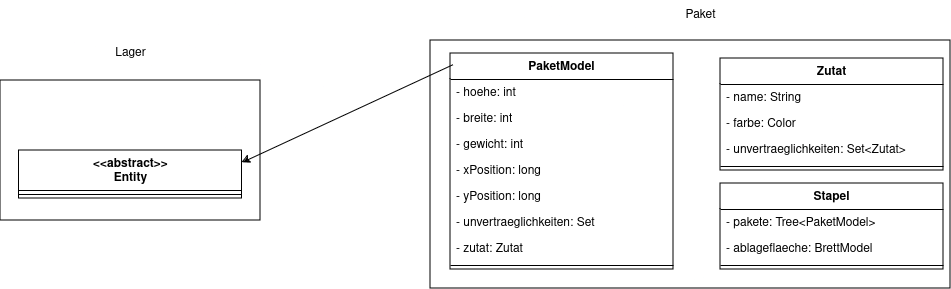 Lager
<<abstract>>
Entity
Paket
PaketModel
- hoehe: int
- breite: int
- gewicht: int
- xPosition: long
- yPosition: long
- unvertraeglichkeiten: Set
- zutat: Zutat
Zutat
- name: String
- farbe: Color
- unvertraeglichkeiten: Set<Zutat>
Stapel
- pakete: Tree<PaketModel>
- ablageflaeche: BrettModel